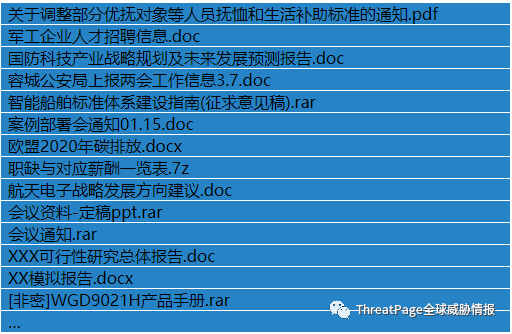 关于调整部分优抚对象等人员抚恤和生活补助标准的通知.pdf
军工企业人才招聘信息.doc
国防科技产业战略规划及未来发展预测报告.doc
容城公安局上报两会工作信息3.7.doc
智能船舶标准体系建设指南(征求意见稿).rar
案例部署会通知01.15.doc
欧盟2020年碳排放.docx
职缺与对应薪酬一览表.7z
航天电子战略发展方向建议.doc
会议资料-定稿ppt.rar
会议通知.rar
XXX可行性研究总体报告.doc
XX模拟报告.docx
[非密]WGD9021H产品手册.rar
...
ThreatPage全球威胁情报